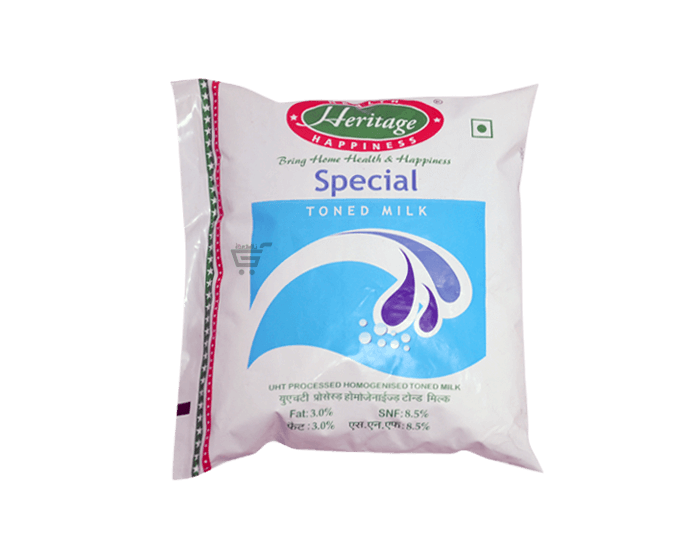 HEALTH
Heritage®
HAPPINESS
Bring Home Health & Happiness
Special
TONED MILK
UHT PROCESSED HOMOGENISED TONED MILK
युएचटी प्रोसेस्ड होमोजेनाईज्ड टोन्ड मिल्क
Fat: 3.0% SNF: 8.5%
फेट : 3.0% एस.एन.एफ: 8.5%